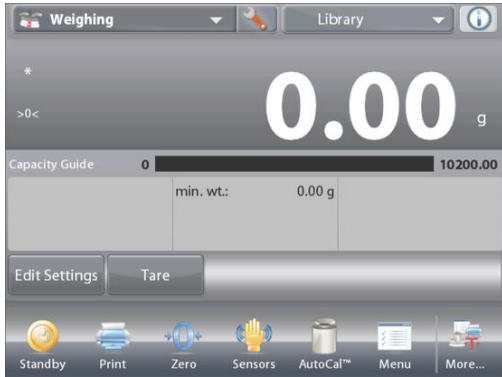 Weighing Library
*
0.00 g
>0<
Capacity Guide 0 10200.00
min. wt.: 0.00 g
Edit Settings Tare
Standby Print Zero Sensors AutoCal™ Menu More...